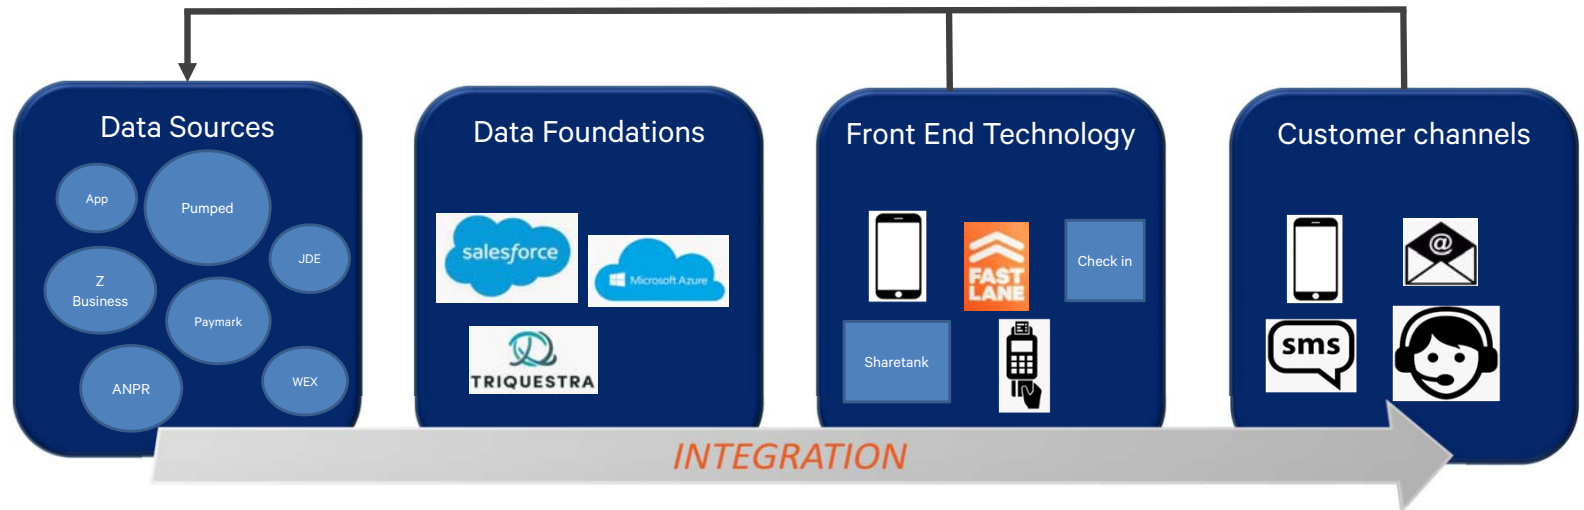 Data Sources
App
Pumped
JDE
Z
Business
Paymark
ANPR
WEX
Data Foundations
salesforce
Microsoft Azure
TRIQUESTRA
Front End Technology
FAST
LANE
Check in
Sharetank
Customer channels
@
sms
INTEGRATION